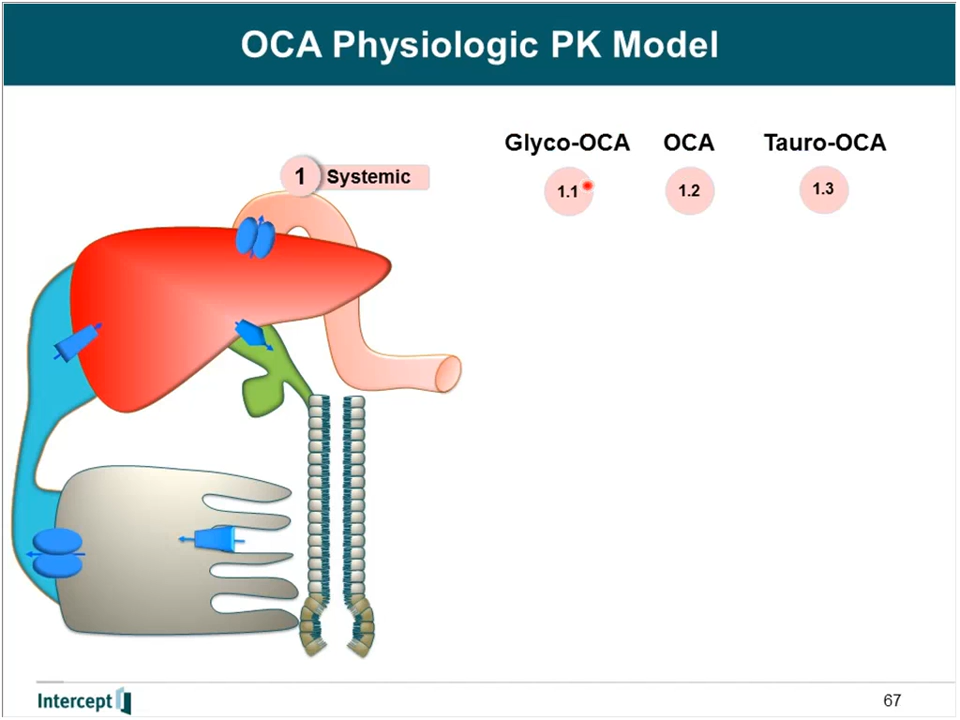 OCA Physiologic PK Model
Glyco-OCA OCA Tauro-OCA
1 Systemic
1.1 1.2 1.3
Intercept
67